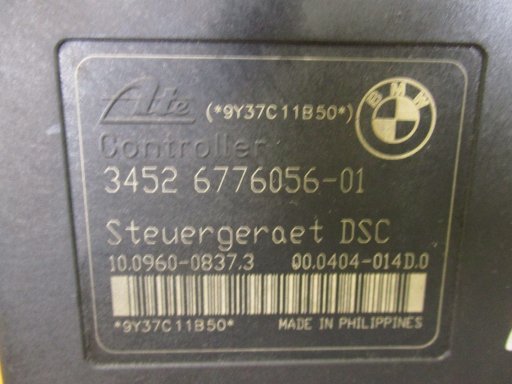 Ate (*9Y37C11B50*) BMW
Controller
3452 6776056-01
Steuergeraet DSC
10.0960-0837.3 00.0404-014D.0
*9Y37C11B50* MADE IN PHILIPPINES